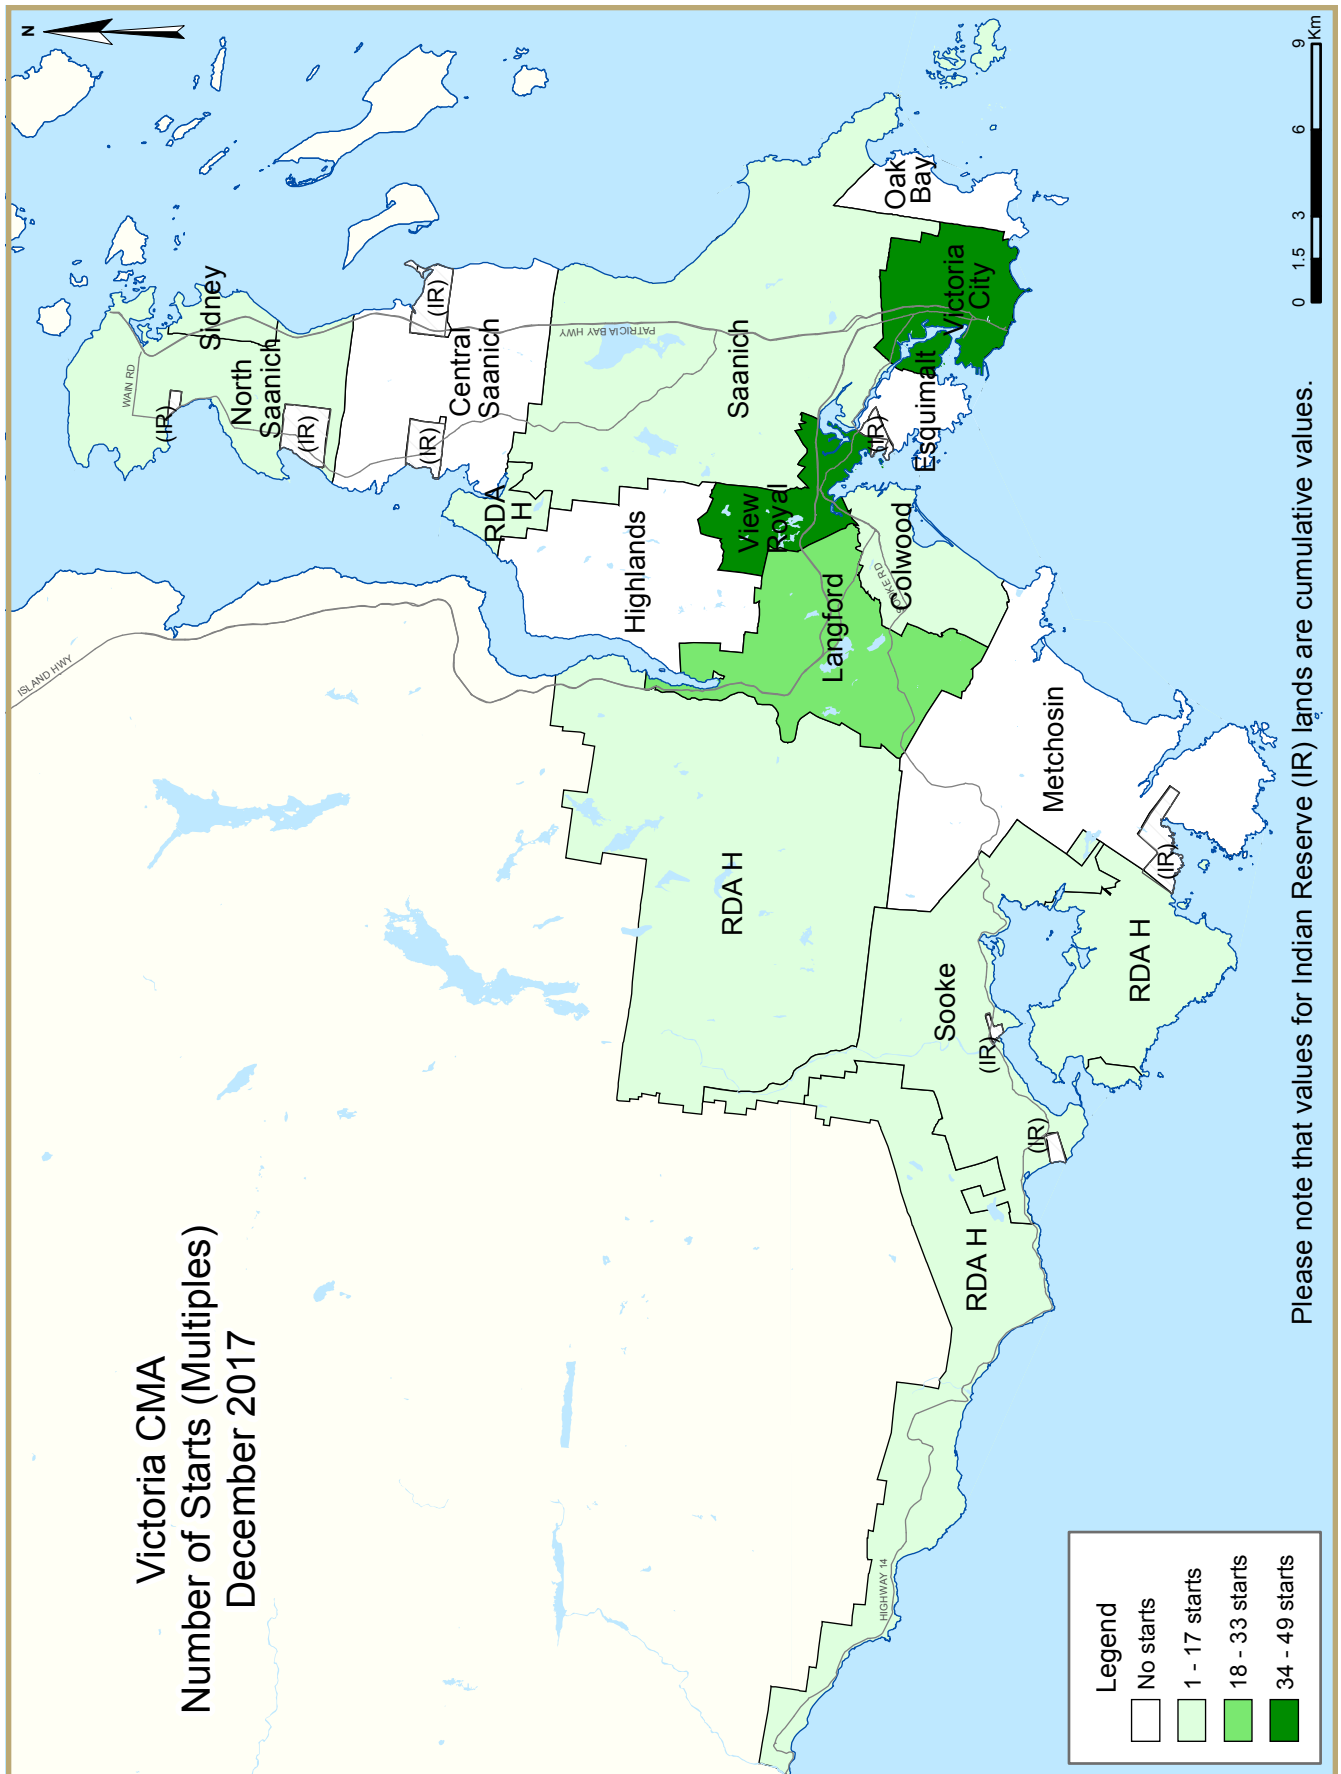 Victoria CMA
Number of Starts (Multiples)
December 2017
N
ISLAND HWY
WAIN RD
(IR)
Sidney
North
Saanich
(IR)
(IR)
Central
Saanich
(IR)
PATRICIA BAY HWY
RDA
H
Saanich
Highlands
View
Royal
Oak
Bay
Victoria
City
Esquimalt
(IR)
Langford
Colwood
Metchosin
(IR)
RDA H
Sooke
(IR)
RDA H
(IR)
RDA H
HIGHWAY 14
Legend
No starts
1 - 17 starts
18 - 33 starts
34 - 49 starts
Please note that values for Indian Reserve (IR) lands are cumulative values.
0 1.5 3 6 9
Km